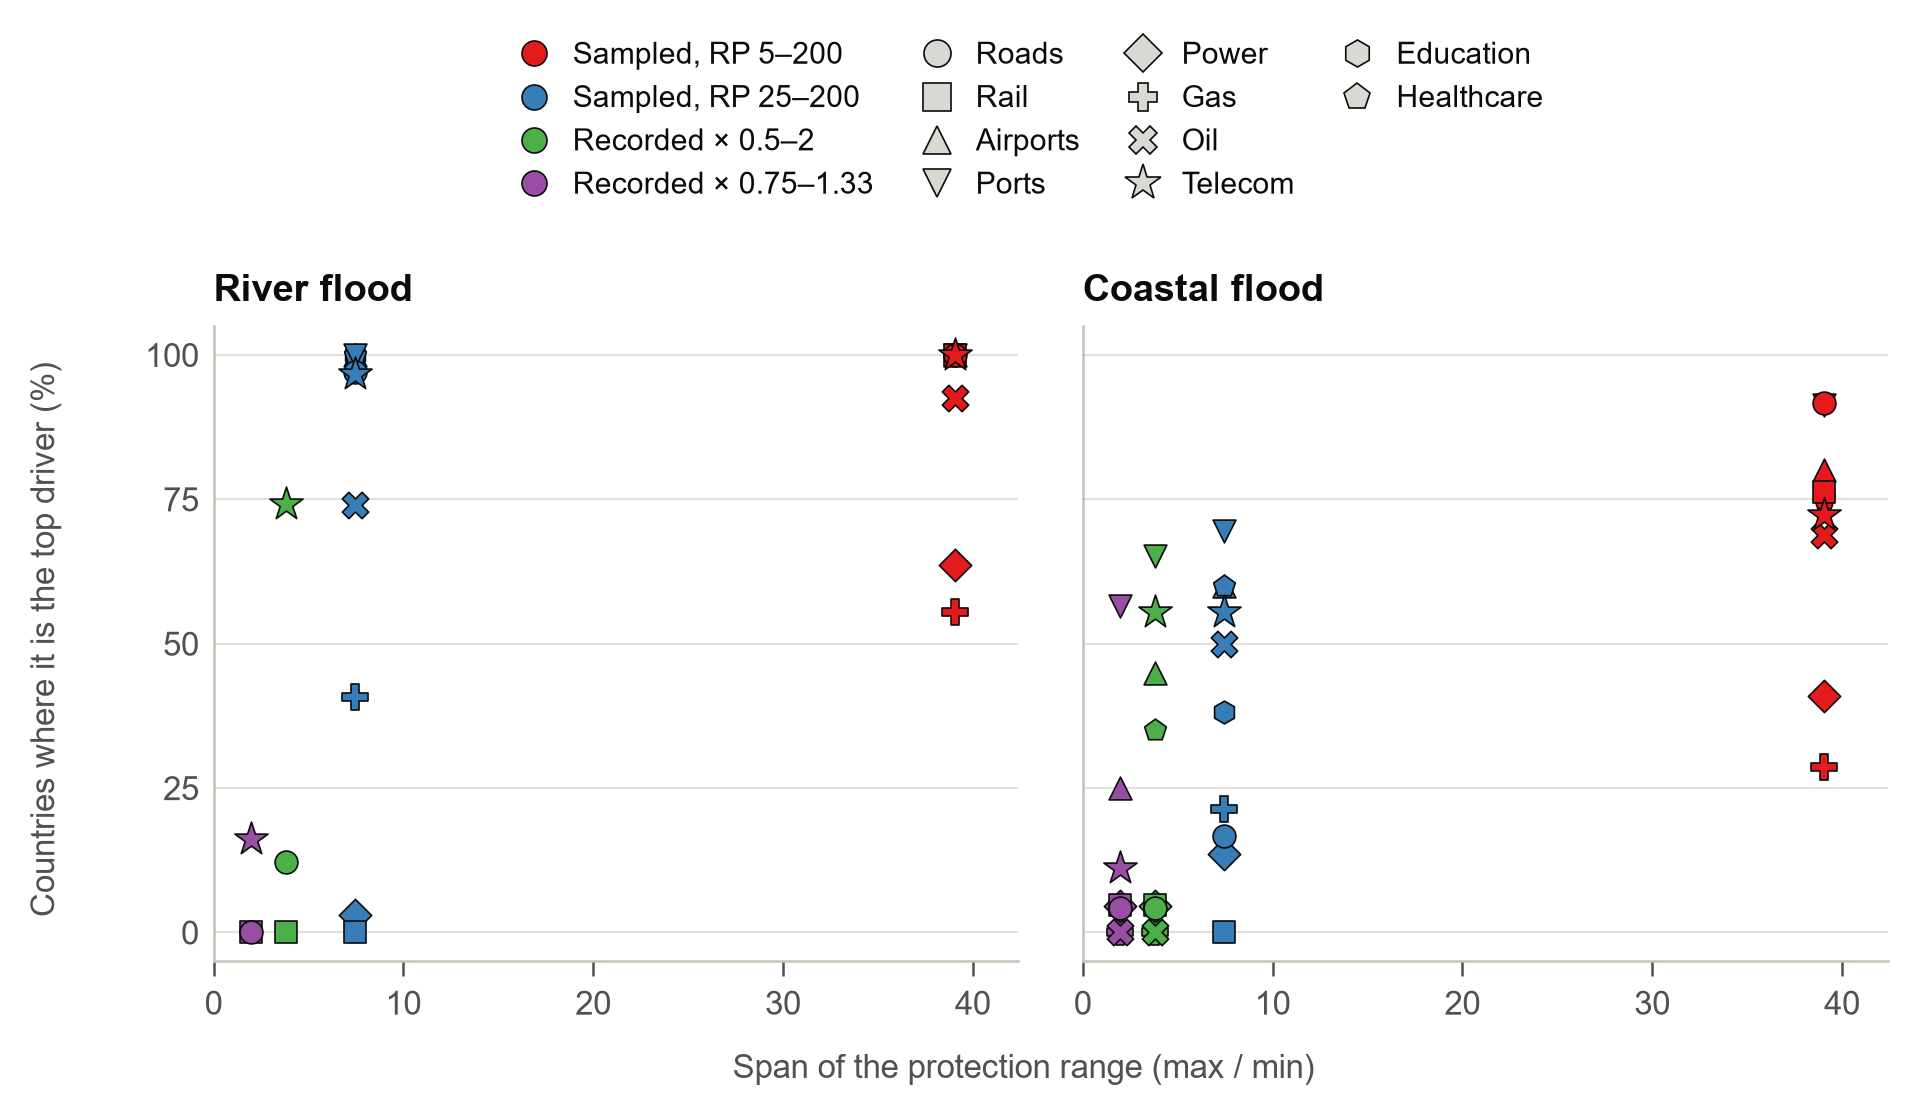 Sampled, RP 5–200
Sampled, RP 25–200
Recorded × 0.5–2
Recorded × 0.75–1.33
Roads
Rail
Airports
Ports
Power
Gas
Oil
Telecom
Education
Healthcare
River flood
Coastal flood
Countries where it is the top driver (%)
100
75
50
25
0
0 10 20 30 40
0 10 20 30 40
Span of the protection range (max / min)